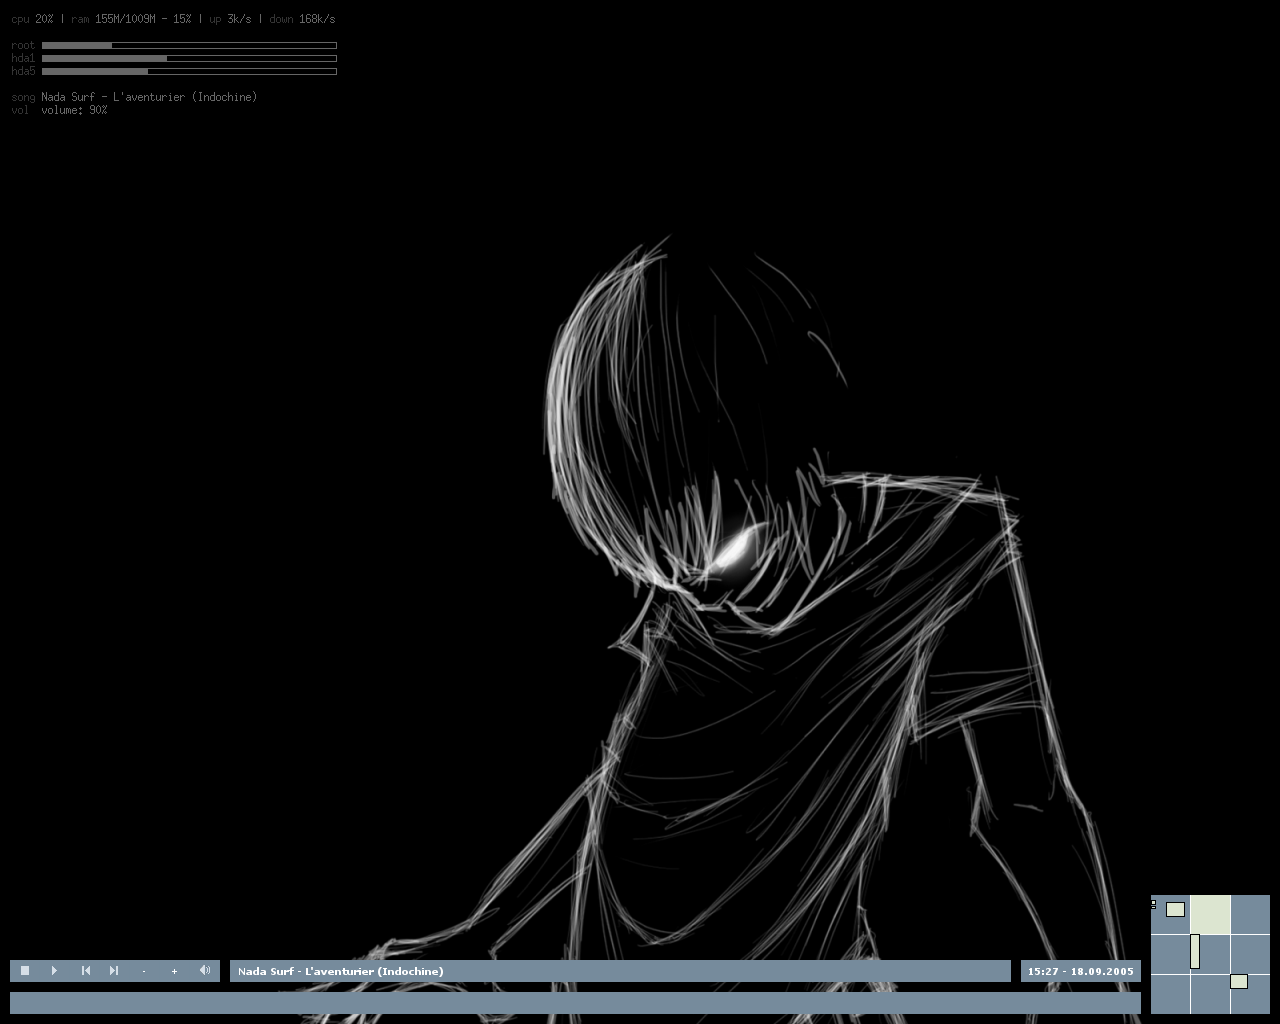 cpu 20% | ram 155M/1009M - 15% | up 3k/s | down 168k/s
root
hda1
hda5
song Nada Surf - L'aventurier (Indochine)
vol volume: 90%
- +
Nada Surf - L'aventurier (Indochine)
15:27 - 18.09.2005